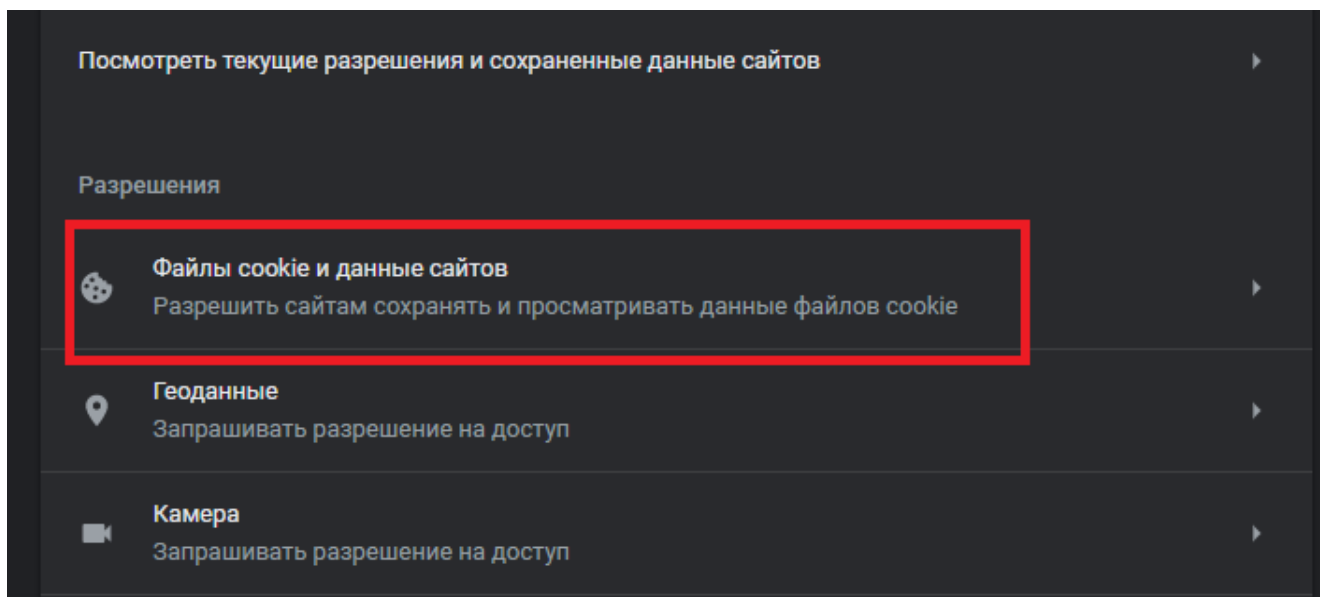 Посмотреть текущие разрешения и сохраненные данные сайтов
Разрешения
Файлы cookie и данные сайтов
Разрешить сайтам сохранять и просматривать данные файлов cookie
Геоданные
Запрашивать разрешение на доступ
Камера
Запрашивать разрешение на доступ